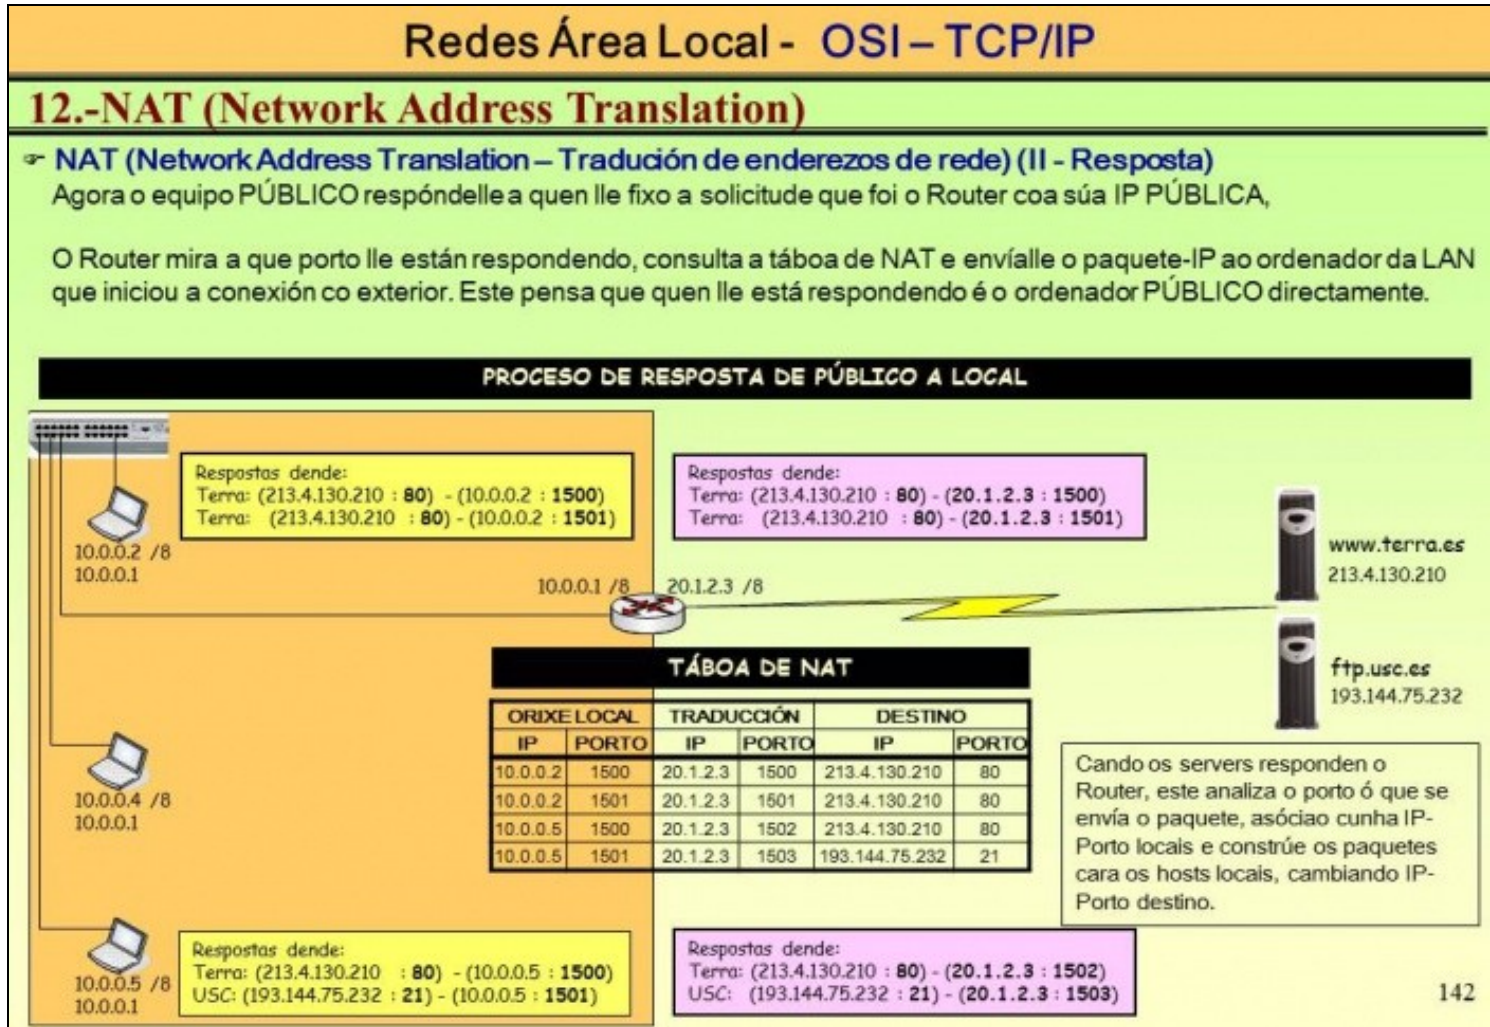 Redes Área Local - OSI – TCP/IP
12.-NAT (Network Address Translation)
☞ NAT (Network Address Translation – Tradución de enderezos de rede) (II - Resposta)
Agora o equipo PÚBLICO respóndelle a quen lle fixo a solicitude que foi o Router coa súa IP PÚBLICA,
O Router mira a que porto lle están respondendo, consulta a táboa de NAT e envíalle o paquete-IP ao ordenador da LAN
que iniciou a conexión co exterior. Este pensa que quen lle está respondendo é o ordenador PÚBLICO directamente.
PROCESO DE RESPOSTA DE PÚBLICO A LOCAL
Respostas dende:
Terra: (213.4.130.210 : 80) - (10.0.0.2 : 1500)
Terra: (213.4.130.210 : 80) - (10.0.0.2 : 1501)
Respostas dende:
Terra: (213.4.130.210 : 80) - (20.1.2.3 : 1500)
Terra: (213.4.130.210 : 80) - (20.1.2.3 : 1501)
10.0.0.2 /8
10.0.0.1
www.terra.es
213.4.130.210
10.0.0.1 /8
20.1.2.3 /8
TÁBOA DE NAT
ftp.usc.es
193.144.75.232
ORIXE LOCAL TRADUCCIÓN DESTINO
IP PORTO IP PORTO IP PORTO
10.0.0.2 1500 20.1.2.3 1500 213.4.130.210 80
10.0.0.2 1501 20.1.2.3 1501 213.4.130.210 80
10.0.0.5 1500 20.1.2.3 1502 213.4.130.210 80
10.0.0.5 1501 20.1.2.3 1503 193.144.75.232 21
10.0.0.4 /8
10.0.0.1
Cando os servers responden o
Router, este analiza o porto ó que se
envía o paquete, asóciao cunha IP-
Porto locais e constrúe os paquetes
cara os hosts locais, cambiando IP-
Porto destino.
10.0.0.5 /8
10.0.0.1
Respostas dende:
Terra: (213.4.130.210 : 80) - (10.0.0.5 : 1500)
USC: (193.144.75.232 : 21) - (10.0.0.5 : 1501)
Respostas dende:
Terra: (213.4.130.210 : 80) - (20.1.2.3 : 1502)
USC: (193.144.75.232 : 21) - (20.1.2.3 : 1503)
142